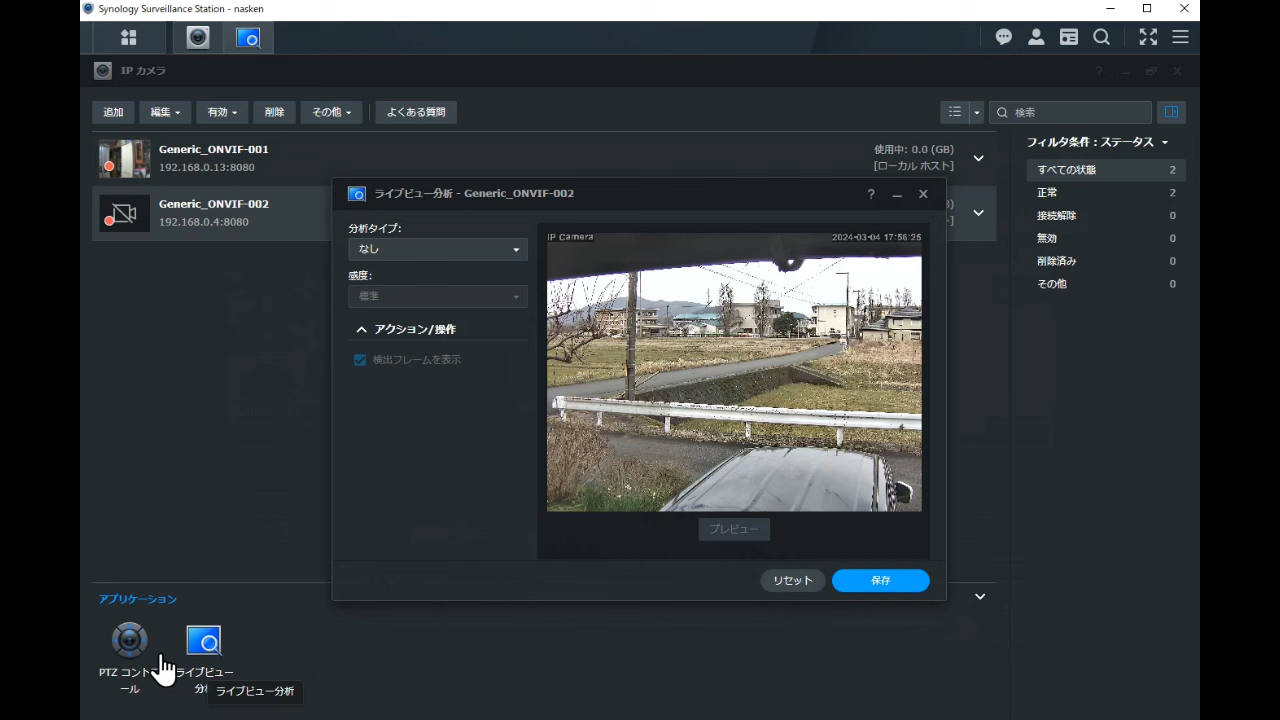 Synology Surveillance Station - nasken
IP カメラ
追加 編集 有効 削除 その他 よくある質問 検索
Generic_ONVIF-001
192.168.0.13:8080
使用中: 0.0 (GB)
[ローカル ホスト]
Generic_ONVIF-002
192.168.0.4:8080
フィルタ条件 : ステータス
すべての状態 2
正常 2
接続解除 0
無効 0
削除済み 0
その他 0
ライブビュー分析 - Generic_ONVIF-002
分析タイプ:
なし
感度:
標準
アクション/操作
検出フレームを表示
IP Camera 2024-03-04 17:56:25
プレビュー
リセット 保存
アプリケーション
PTZ コント
ール
ライブビュー
ライブビュー分析